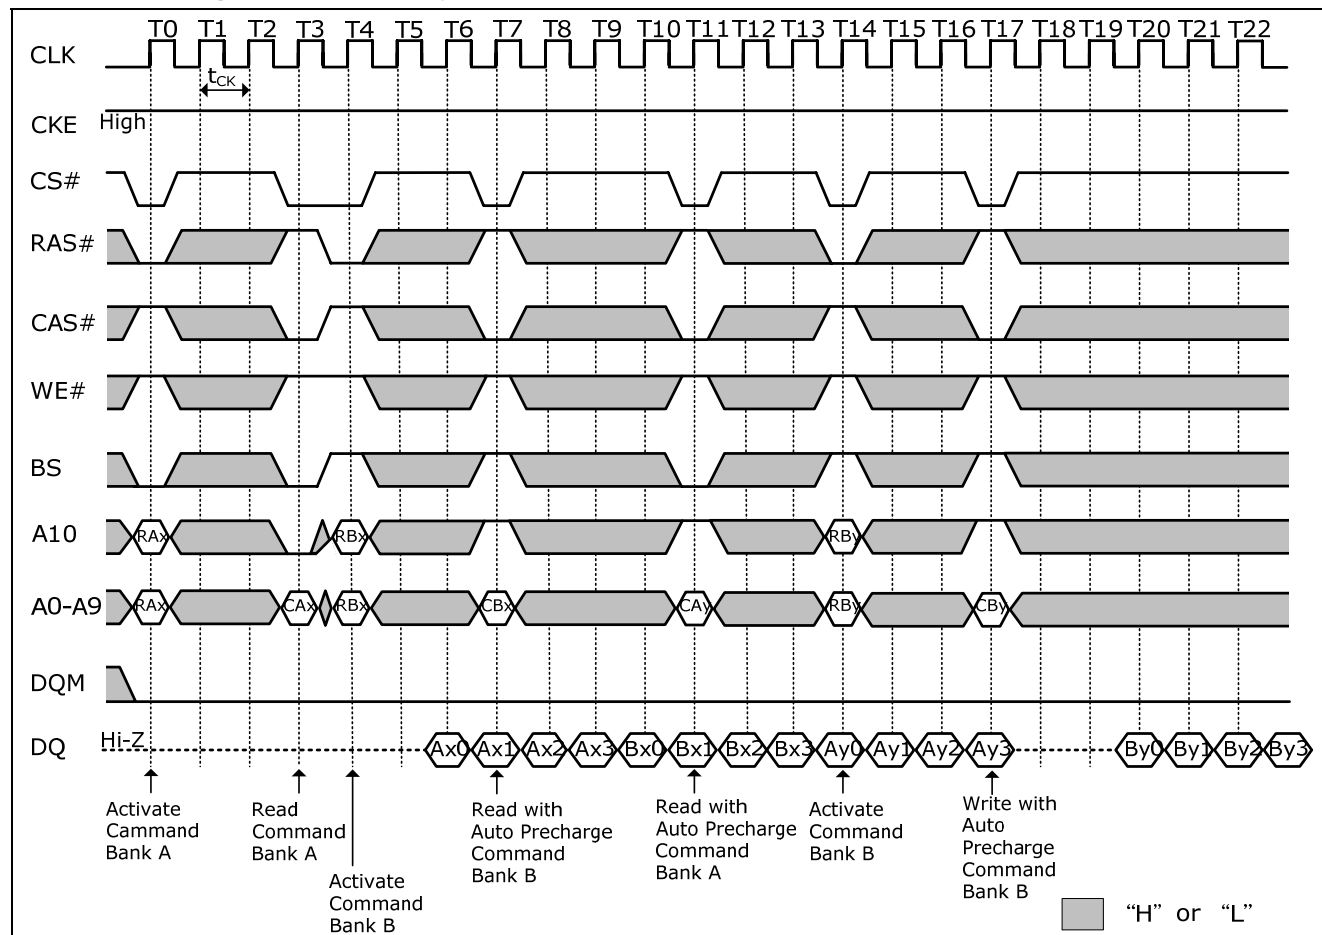 T0 T1 T2 T3 T4 T5 T6 T7 T8 T9 T10 T11 T12 T13 T14 T15 T16 T17 T18 T19 T20 T21 T22
CLK
tCK
CKE High
CS#
RAS#
CAS#
WE#
BS
A10 RAx RBx RBy
A0-A9 RAx CAx RBx CBx CAy RBy CBy
DQM
DQ Hi-Z Ax0 Ax1 Ax2 Ax3 Bx0 Bx1 Bx2 Bx3 Ay0 Ay1 Ay2 Ay3 By0 By1 By2 By3
Activate
Cammand
Bank A
Read
Command
Bank A
Activate
Command
Bank B
Read with
Auto Precharge
Command
Bank B
Read with
Auto Precharge
Command
Bank A
Activate
Command
Bank B
Write with
Auto
Precharge
Command
Bank B
“H” or “L”